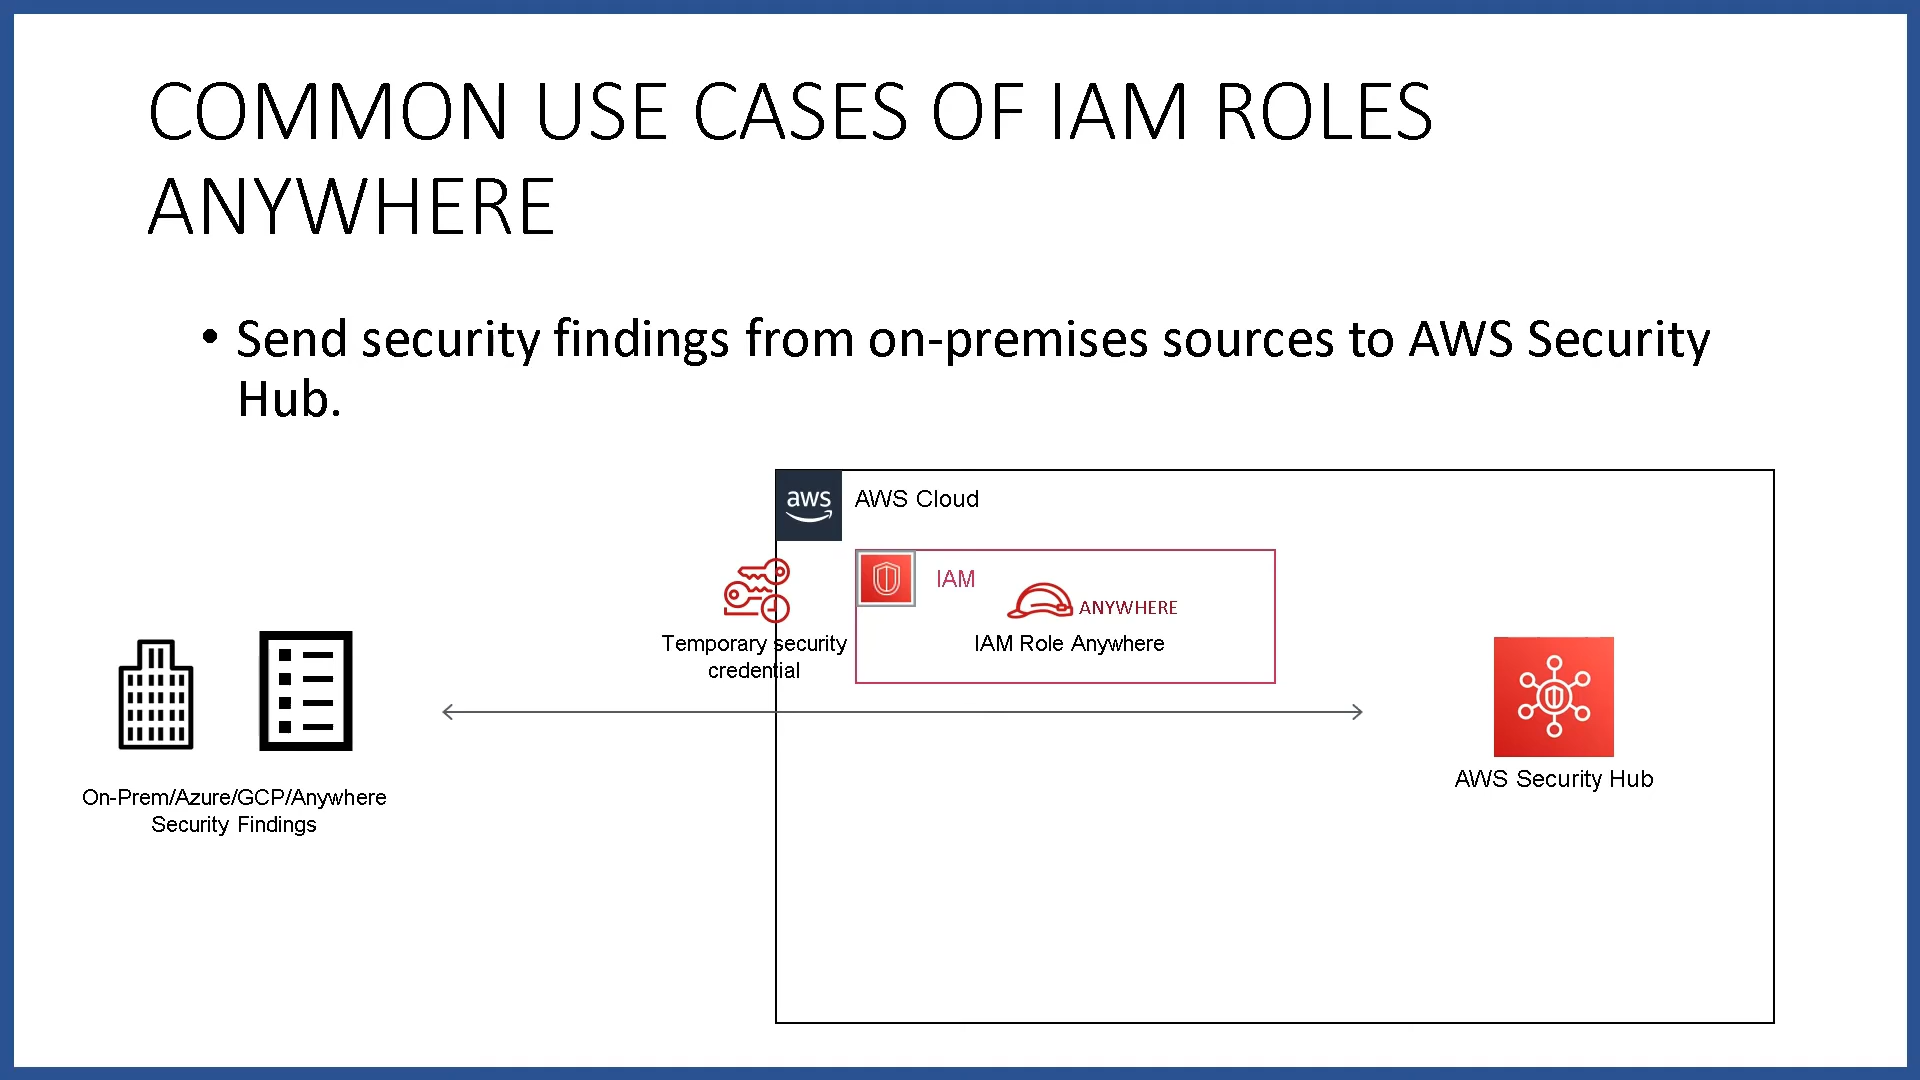 COMMON USE CASES OF IAM ROLES
ANYWHERE
• Send security findings from on-premises sources to AWS Security
Hub.
aws
AWS Cloud
IAM
ANYWHERE
IAM Role Anywhere
Temporary security
credential
AWS Security Hub
On-Prem/Azure/GCP/Anywhere
Security Findings